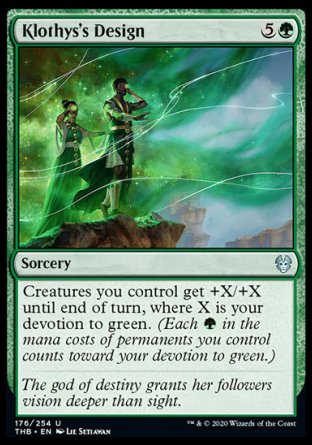 Klothys's Design 5
Sorcery
Creatures you control get +X/+X
until end of turn, where X is your
devotion to green. (Each in the
mana costs of permanents you control
counts toward your devotion to green.)
The god of destiny grants her followers
vision deeper than sight.
176/254 U
THB • EN Lie Setiawan
™ & © 2020 Wizards of the Coast